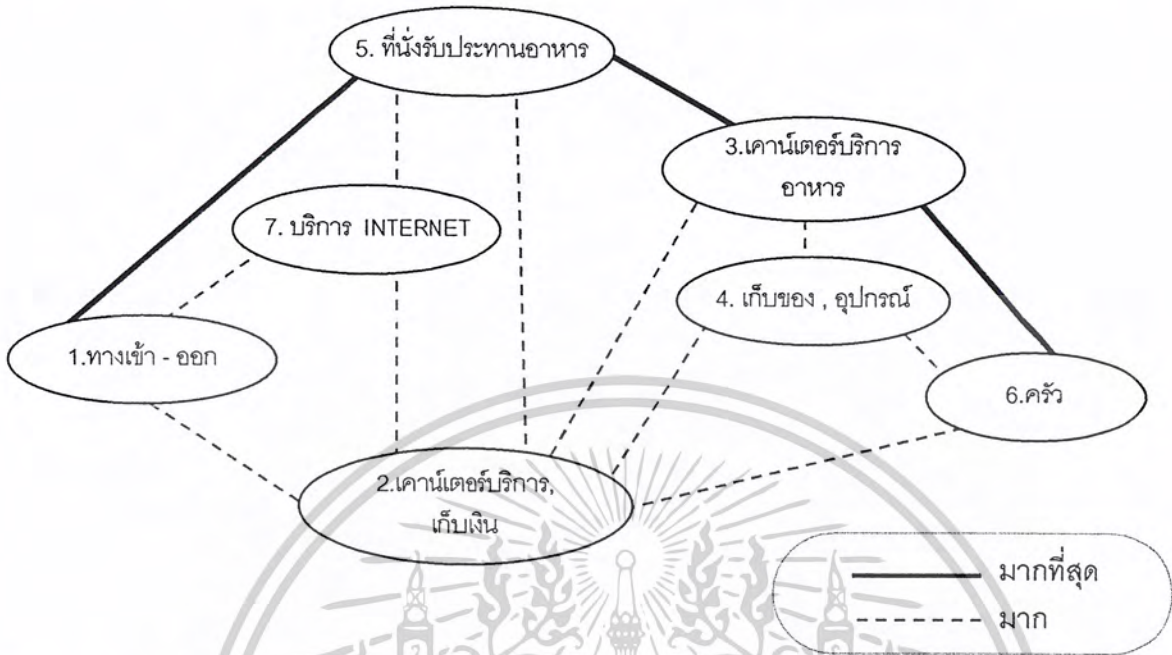 5. ที่นั่งรับประทานอาหาร
3.เคาน์เตอร์บริการ
อาหาร
7. บริการ INTERNET
4. เก็บของ , อุปกรณ์
1.ทางเข้า - ออก
6.ครัว
2.เคาน์เตอร์บริการ,
เก็บเงิน
มากที่สุด
มาก